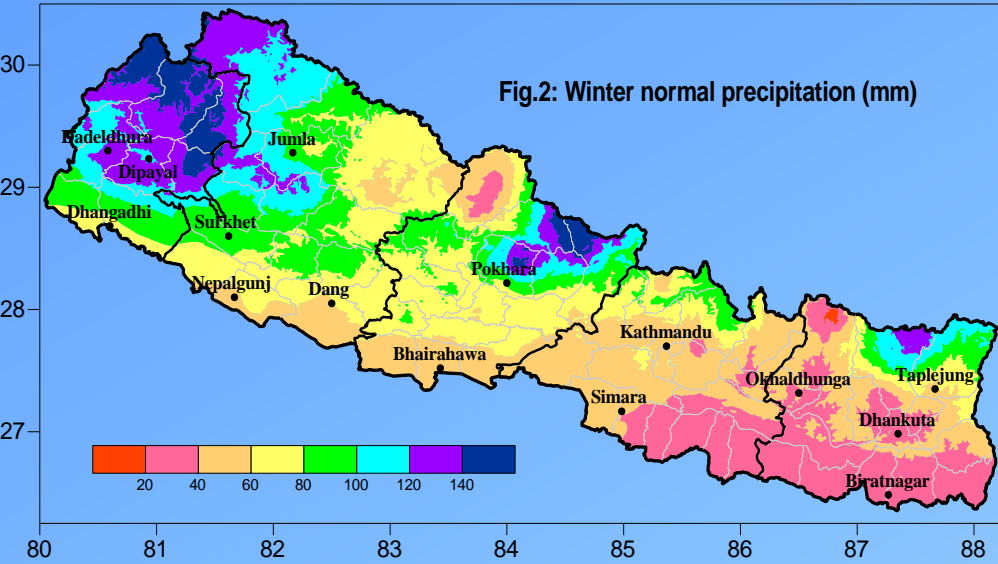 30
Fig.2: Winter normal precipitation (mm)
Dadeldhura
Jumla
Dipayal
29
Dhangadhi
Surkhet
Pokhara
Nepalgunj
Dang
28
Kathmandu
Bhairahawa
Okhaldhunga
Taplejung
Simara
Dhankuta
27
20 40 60 80 100 120 140
Biratnagar
80 81 82 83 84 85 86 87 88